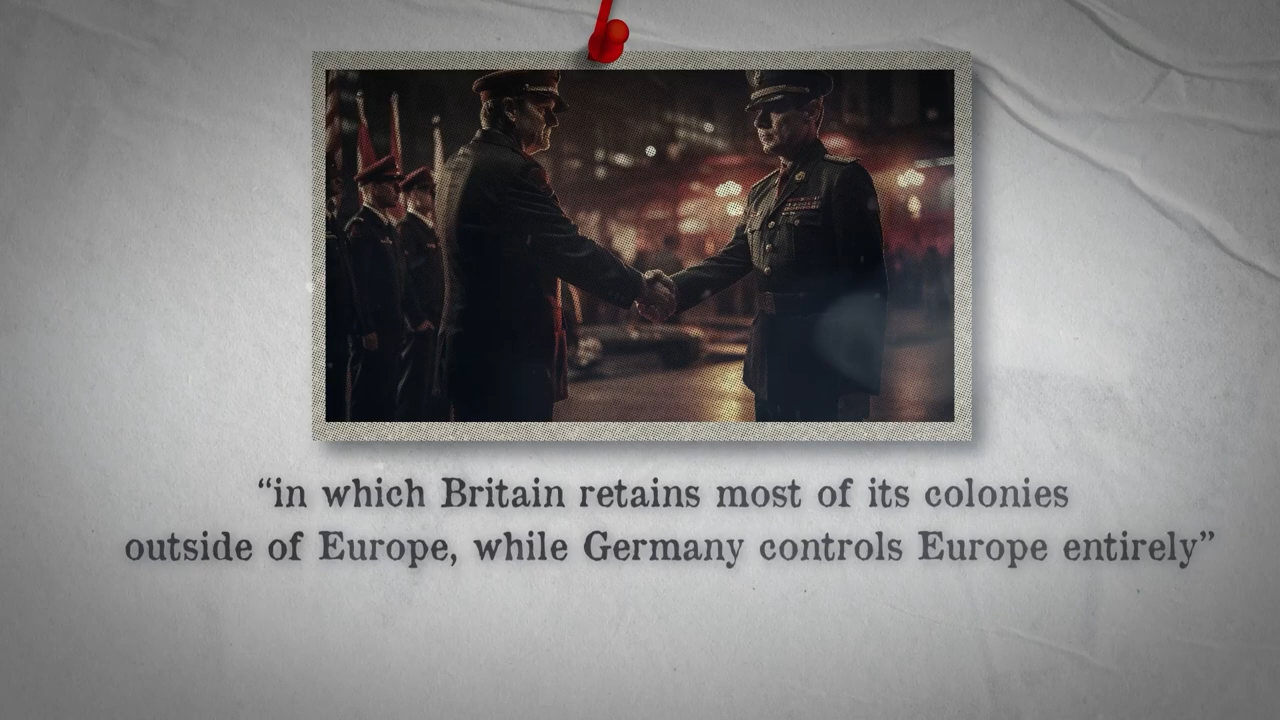 “in which Britain retains most of its colonies
outside of Europe, while Germany controls Europe entirely”